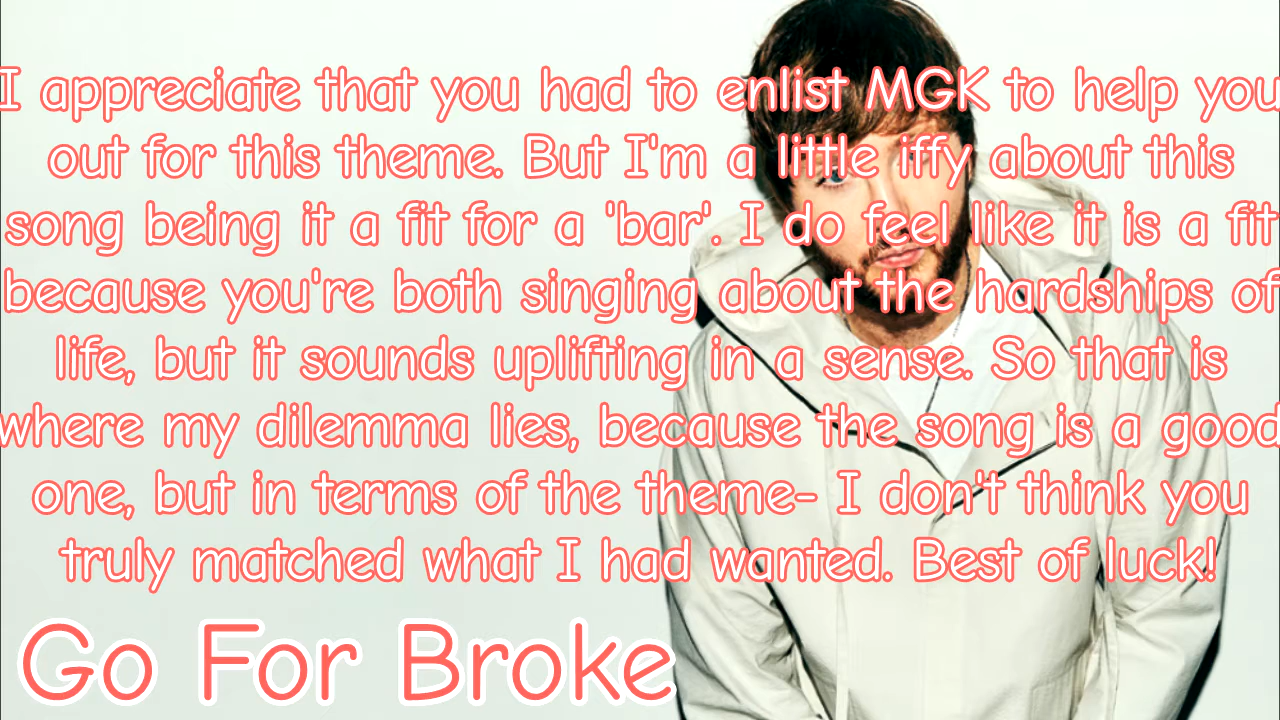 I appreciate that you had to enlist MGK to help you
out for this theme. But I'm a little iffy about this
song being it a fit for a 'bar'. I do feel like it is a fit
because you're both singing about the hardships of
life, but it sounds uplifting in a sense. So that is
where my dilemma lies, because the song is a good
one, but in terms of the theme- I don't think you
truly matched what I had wanted. Best of luck!
Go For Broke